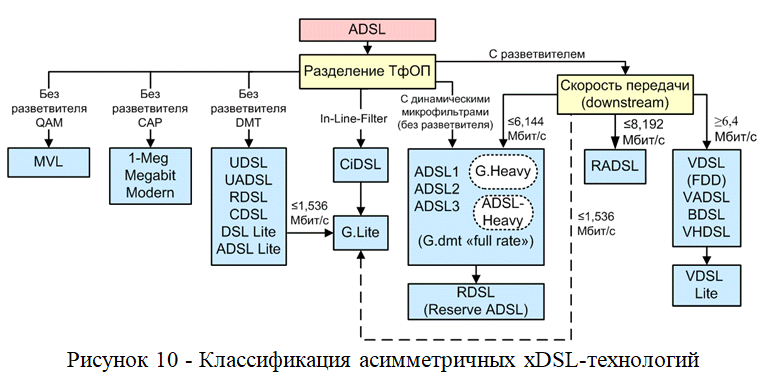 ADSL
Разделение ТфОП
С разветвителем
Скорость передачи
(downstream)
Без
разветвителя
QAM
Без
разветвителя
CAP
Без
разветвителя
DMT
In-Line-Filter
С динамическими
микрофильтрами
(без разветвителя)
≤6,144
Мбит/с
≤8,192
Мбит/с
≥6,4
Мбит/с
MVL
1-Meg
Megabit
Modern
UDSL
UADSL
RDSL
CDSL
DSL Lite
ADSL Lite
≤1,536
Мбит/с
CiDSL
G.Lite
ADSL1
ADSL2
ADSL3
G.Heavy
ADSL-
Heavy
(G.dmt «full rate»)
RDSL
(Reserve ADSL)
≤1,536
Мбит/с
RADSL
VDSL
(FDD)
VADSL
BDSL
VHDSL
VDSL
Lite
Рисунок 10 - Классификация асимметричных xDSL-технологий